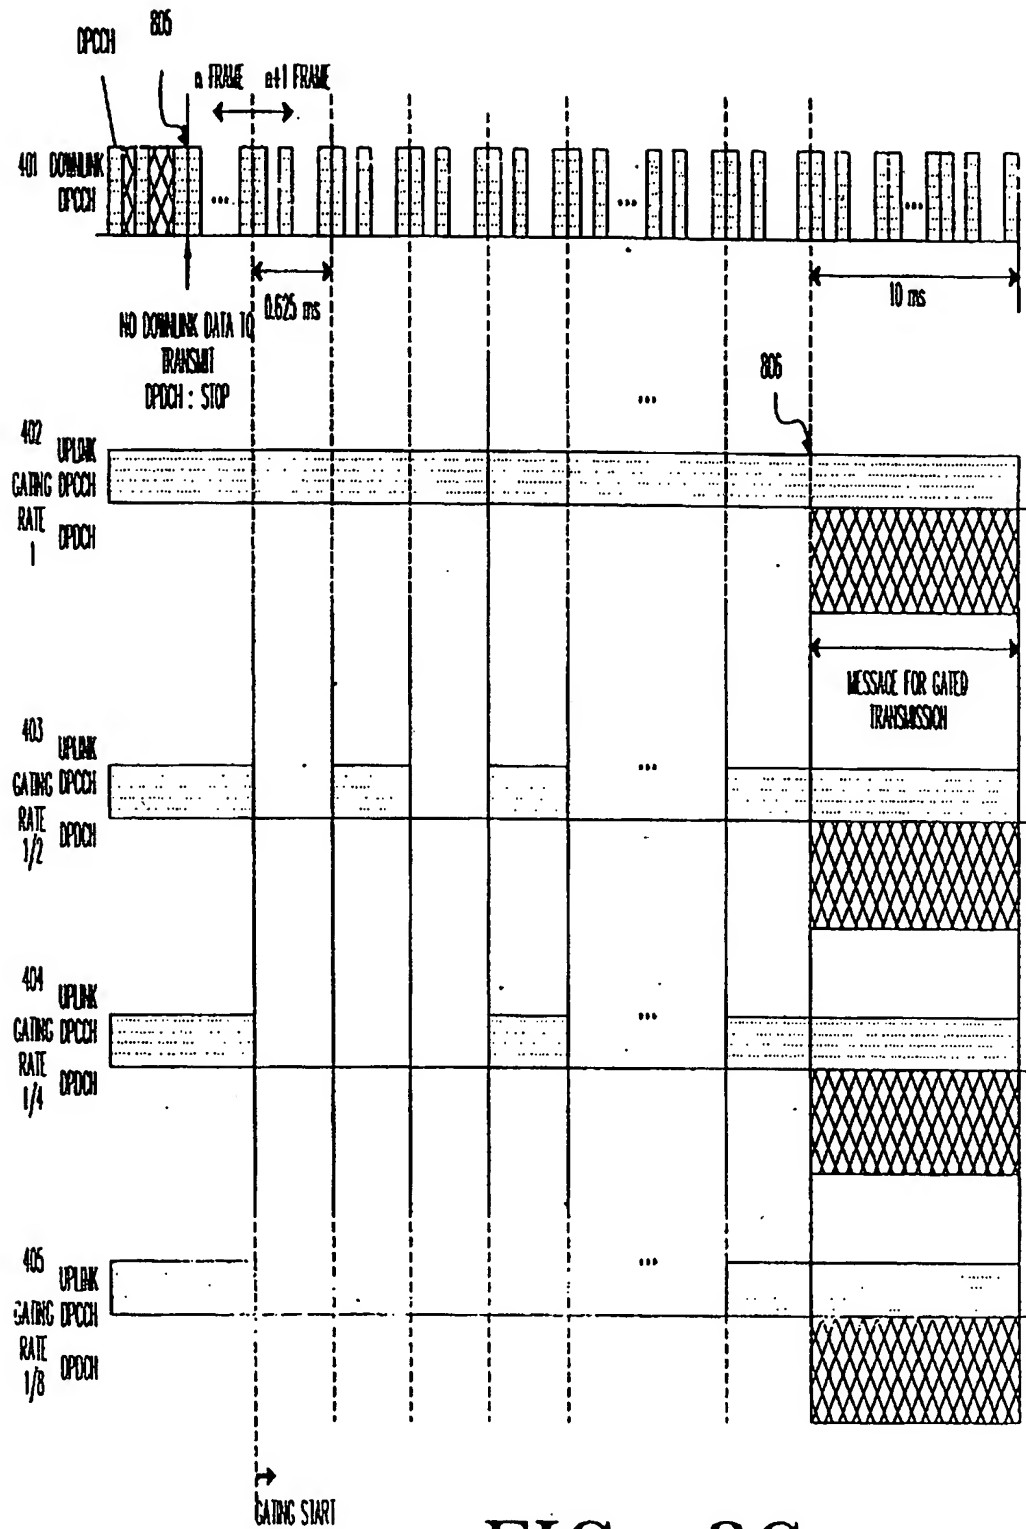 805
DPCCH
n FRAME n+1 FRAME
401 DOWNLINK
DPCCH
...
...
...
0.625 ms
10 ms
NO DOWNLINK DATA TO
TRANSMIT
DPDCH : STOP
806
...
402
UPLINK
GATING DPCCH
RATE
1
DPDCH
MESSAGE FOR GATED
TRANSMISSION
403
UPLINK
GATING DPCCH
RATE
1/2
DPDCH
...
404
UPLINK
GATING DPCCH
RATE
1/4
DPDCH
...
405
UPLINK
GATING DPCCH
RATE
1/8
DPDCH
...
GATING START